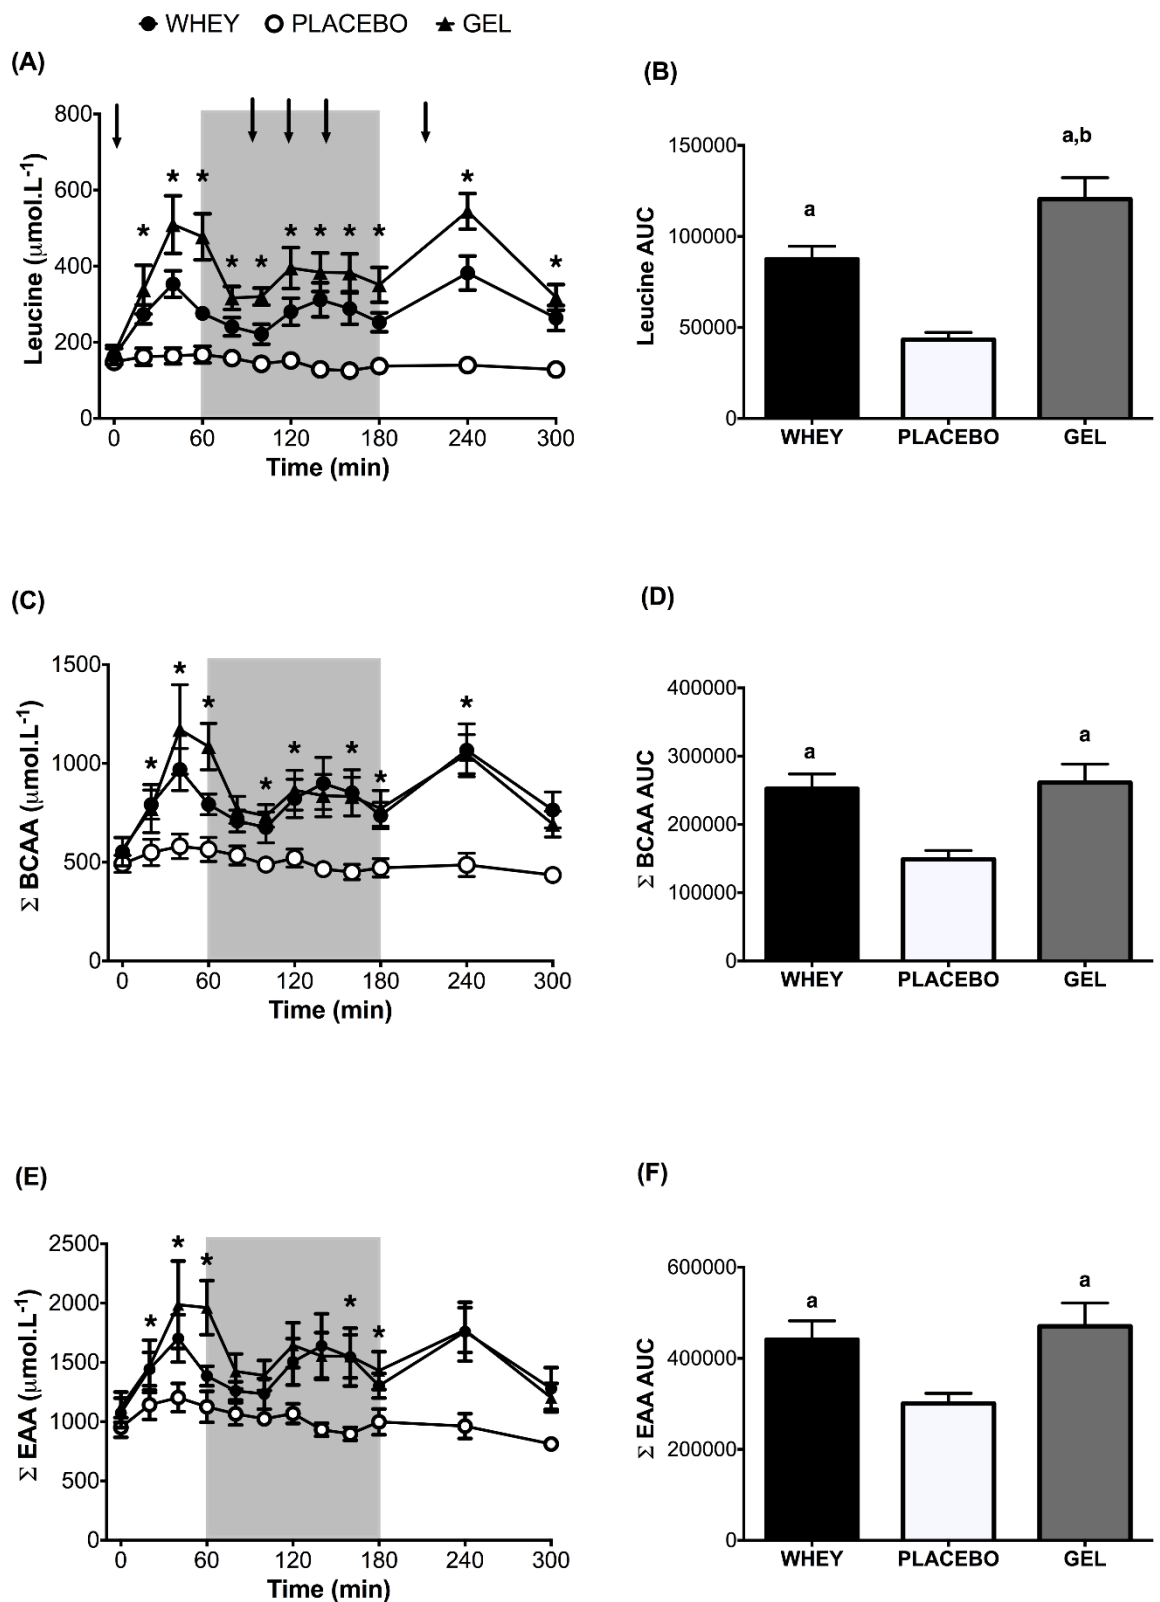 WHEY PLACEBO GEL
(A)
Leucine (µmol.L-1)
800
600
400
200
0
* * * * * * * * * * *
0 60 120 180 240 300
Time (min)
(B)
Leucine AUC
150000
100000
50000
0
a
a,b
WHEY PLACEBO GEL
(C)
Σ BCAA (µmol.L-1)
1500
1000
500
0
* * * * * * * *
0 60 120 180 240 300
Time (min)
(D)
Σ BCAA AUC
400000
300000
200000
100000
0
a a
WHEY PLACEBO GEL
(E)
Σ EAA (µmol.L-1)
2500
2000
1500
1000
500
0
* * * * *
0 60 120 180 240 300
Time (min)
(F)
Σ EAA AUC
600000
400000
200000
0
a a
WHEY PLACEBO GEL